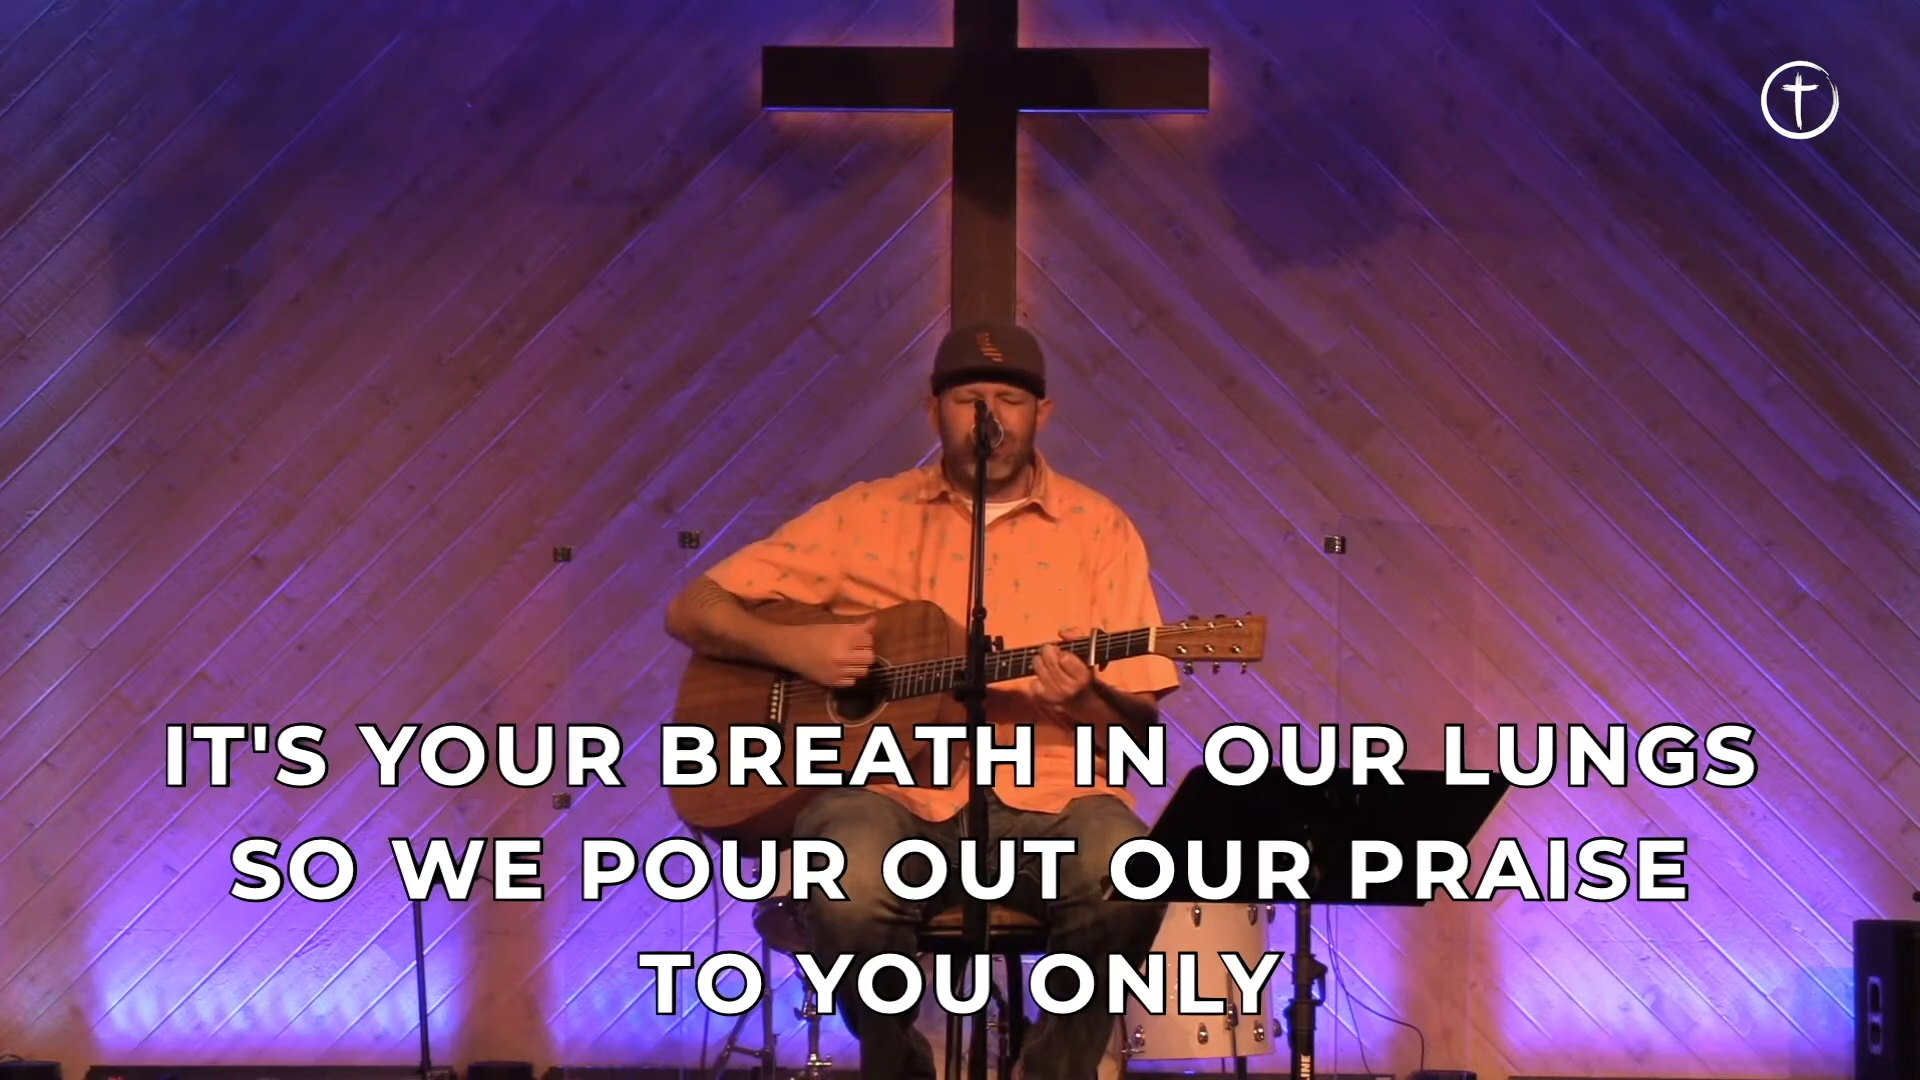 IT'S YOUR BREATH IN OUR LUNGS
SO WE POUR OUT OUR PRAISE
TO YOU ONLY